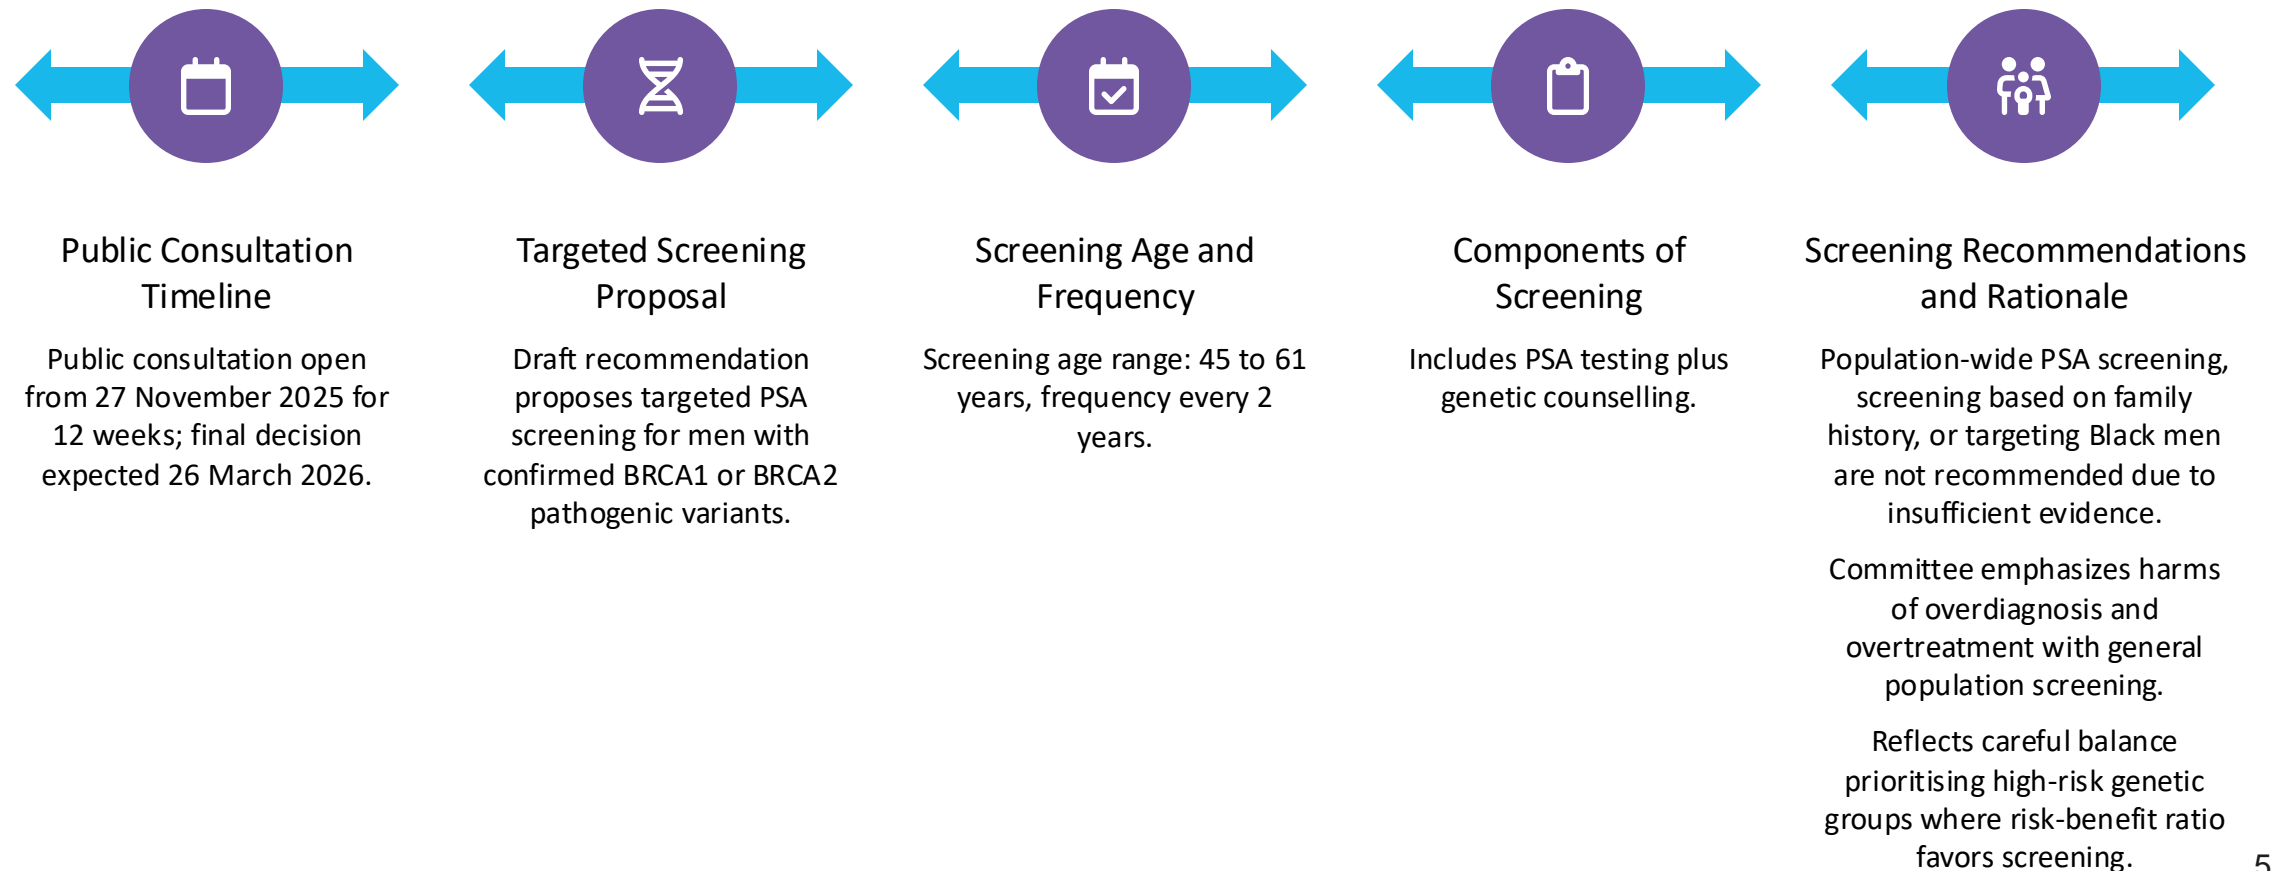 Public Consultation
Timeline
Public consultation open
from 27 November 2025 for
12 weeks; final decision
expected 26 March 2026.
Targeted Screening
Proposal
Draft recommendation
proposes targeted PSA
screening for men with
confirmed BRCA1 or BRCA2
pathogenic variants.
Screening Age and
Frequency
Screening age range: 45 to 61
years, frequency every 2
years.
Components of
Screening
Includes PSA testing plus
genetic counselling.
Screening Recommendations
and Rationale
Population-wide PSA screening,
screening based on family
history, or targeting Black men
are not recommended due to
insufficient evidence.
Committee emphasizes harms
of overdiagnosis and
overtreatment with general
population screening.
Reflects careful balance
prioritising high-risk genetic
groups where risk-benefit ratio
favors screening.
5